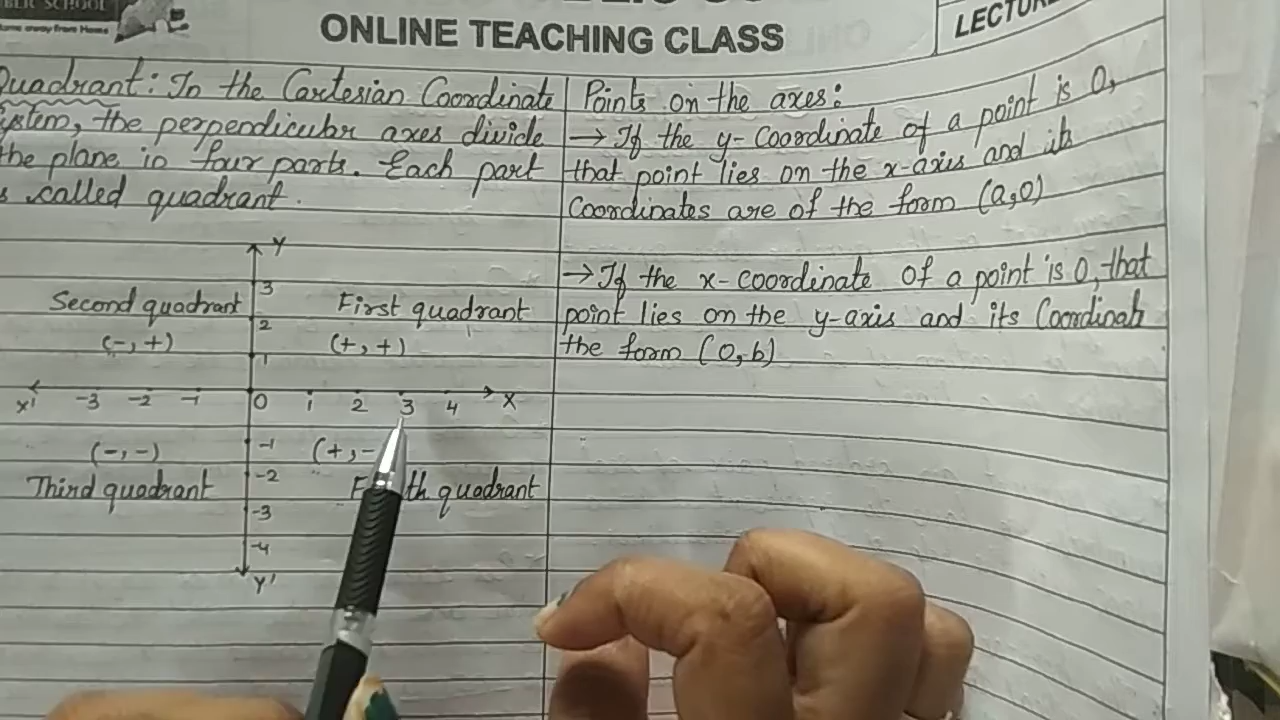 ONLINE TEACHING CLASS
Quadrant: In the Cartesian Coordinate
system, the perpendicular axes divide
the plane in four parts. Each part
called quadrant.
Y
3
Second quadrant
First quadrant
2
(-, +)
(+, +)
1
X' -3 -2 -1 0 1 2 3 4 X
(-, -)
-1
(+, -
-2
Third quadrant
quadrant
-3
-4
Y'
Points on the axes:
→ If the y-coordinate of a point is 0,
that point lies on the x-axis and its
Coordinates are of the form (a,0)
→ If the x-coordinate of a point is 0, that
point lies on the y-axis and its
the form (0,b)